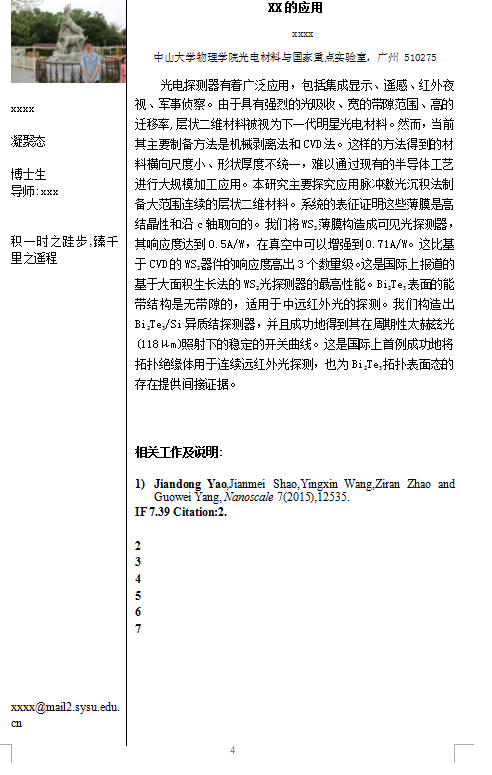 XX的应用
xxxx
中山大学物理学院光电材料与国家重点实验室，广州 510275
xxxx
凝聚态
博士生
导师:xxx
积一时之跬步,臻千
里之遥程
xxxx@mail2.sysu.edu.
cn
光电探测器有着广泛应用，包括集成显示、遥感、红外夜
视、军事侦察。由于具有强烈的光吸收、宽的带隙范围、高的
迁移率,层状二维材料被视为下一代明星光电材料。然而，当前
其主要制备方法是机械剥离法和CVD法。这样的方法得到的材
料横向尺度小、形状厚度不统一，难以通过现有的半导体工艺
进行大规模加工应用。本研究主要探究应用脉冲激光沉积法制
备大范围连续的层状二维材料。系统的表征证明这些薄膜是高
结晶性和沿c轴取向的。我们将WS₂薄膜构造成可见光探测器，
其响应度达到0.5A/W，在真空中可以增强到0.71A/W。这比基
于CVD的WS₂器件的响应度高出3个数量级。这是国际上报道的
基于大面积生长法的WS₂光探测器的最高性能。Bi₂Te₃表面的能
带结构是无带隙的，适用于中远红外光的探测。我们构造出
Bi₂Te₃/Si异质结探测器，并且成功地得到其在周期性太赫兹光
(118μm)照射下的稳定的开关曲线。这是国际上首例成功地将
拓扑绝缘体用于连续远红外光探测，也为Bi₂Te₃拓扑表面态的
存在提供间接证据。
相关工作及说明:
1) Jiandong Yao,Jianmei Shao,Yingxin Wang,Ziran Zhao and
Guowei Yang, Nanoscale 7(2015),12535.
IF 7.39 Citation:2.
2
3
4
5
6
7
4